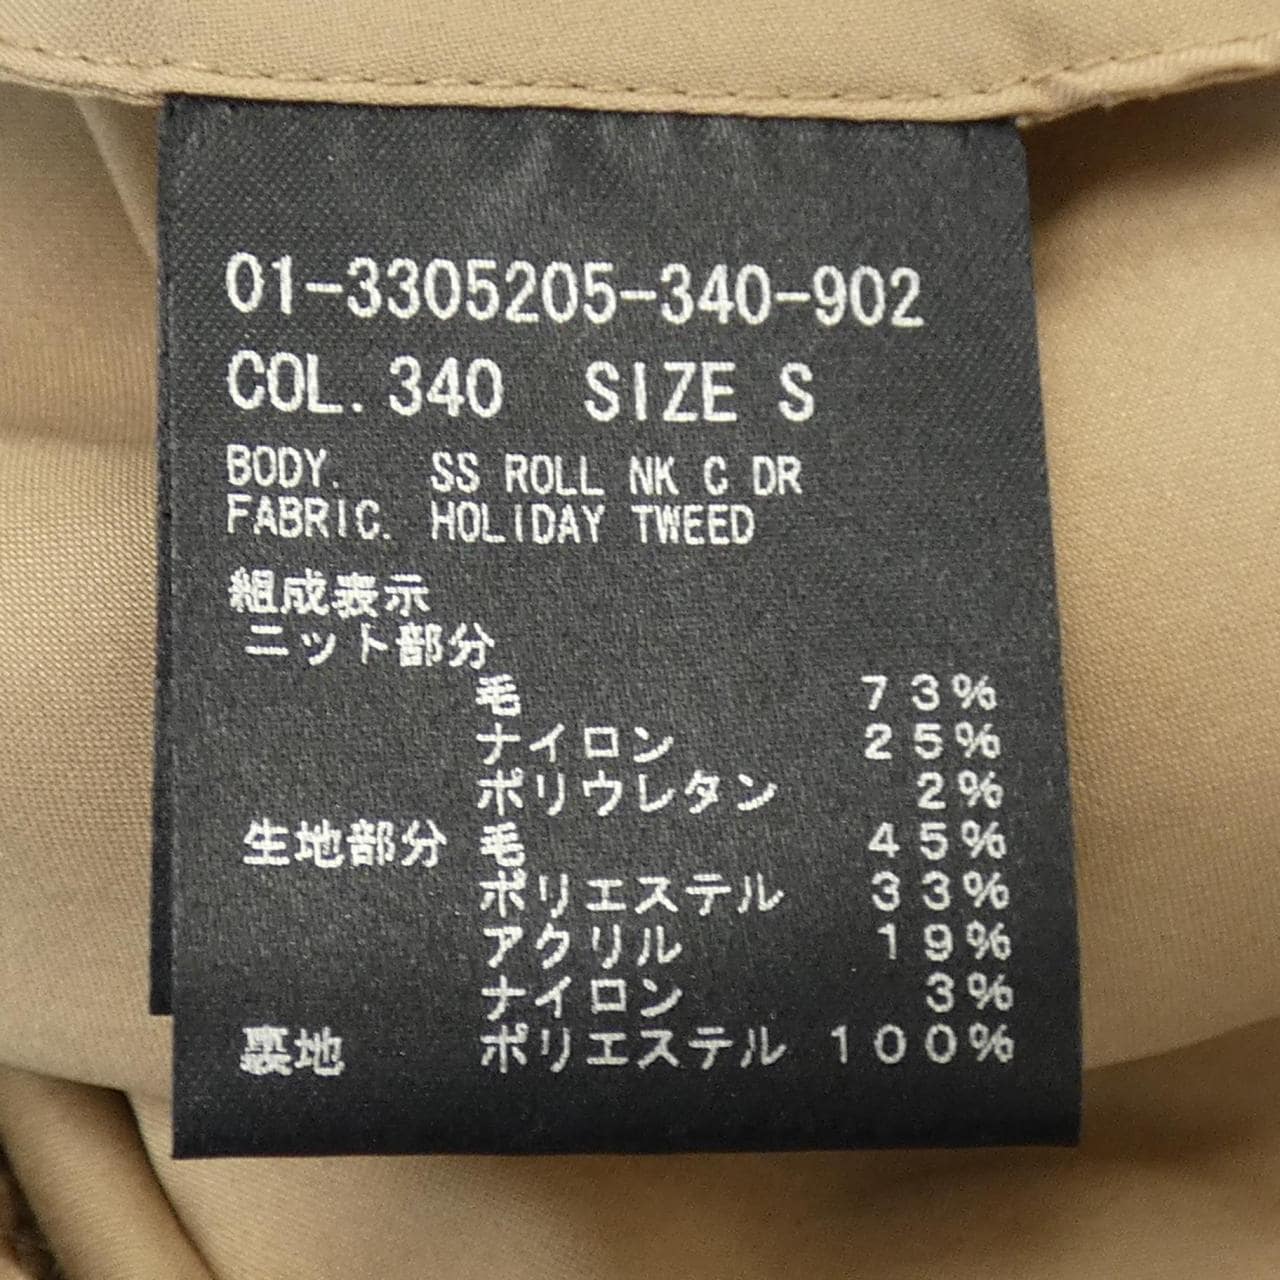 01-3305205-340-902
COL.340 SIZE S
BODY. SS ROLL NK C DR
FABRIC. HOLIDAY TWEED
組成表示
ニット部分
毛 73%
ナイロン 25%
ポリウレタン 2%
生地部分 毛 45%
ポリエステル 33%
アクリル 19%
ナイロン 3%
裏地 ポリエステル 100%